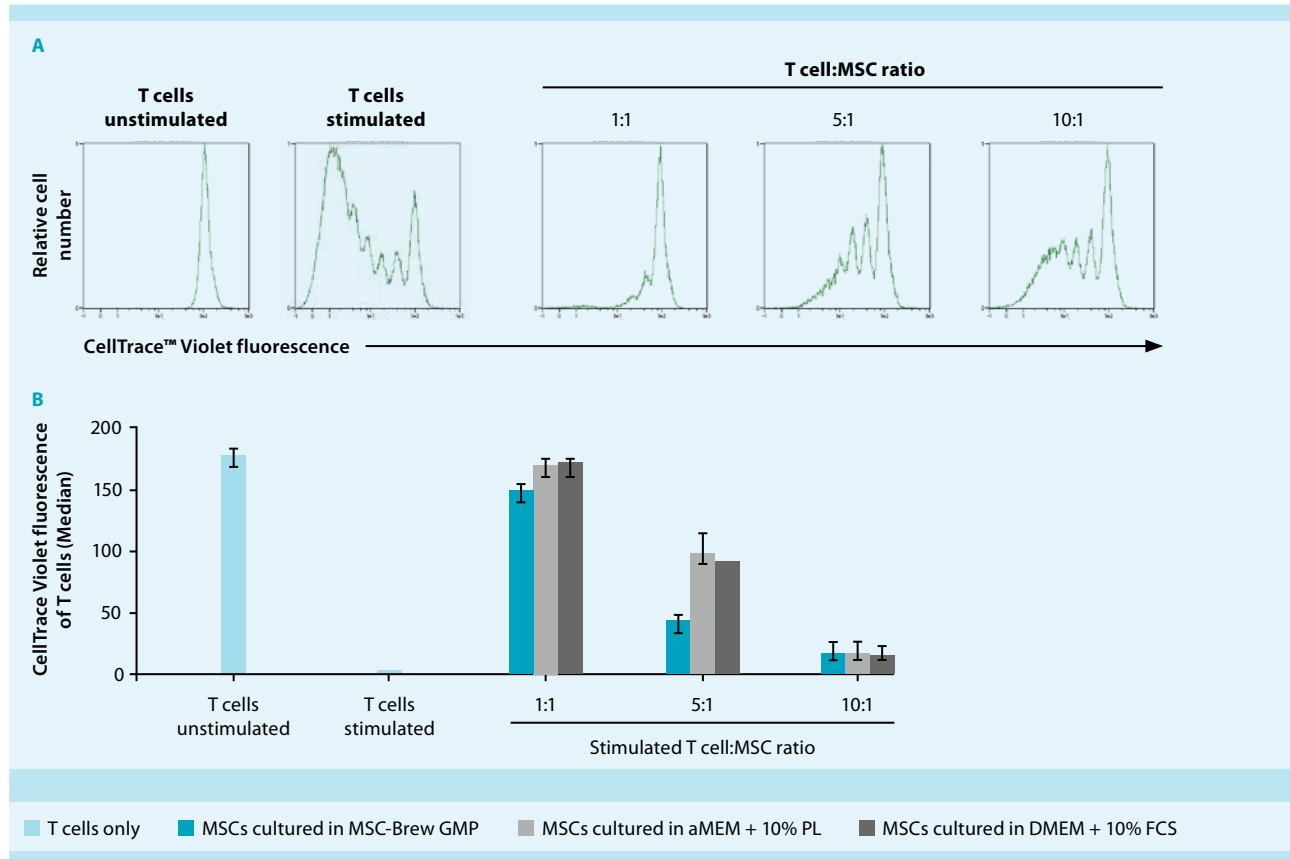 A
T cell:MSC ratio
T cells
unstimulated
T cells
stimulated
1:1
5:1
10:1
Relative cell
number
CellTrace™ Violet fluorescence
B
CellTrace Violet fluorescence
of T cells (Median)
200
150
100
50
0
T cells
unstimulated
T cells
stimulated
1:1
5:1
10:1
Stimulated T cell:MSC ratio
T cells only
MSCs cultured in MSC-Brew GMP
MSCs cultured in aMEM + 10% PL
MSCs cultured in DMEM + 10% FCS